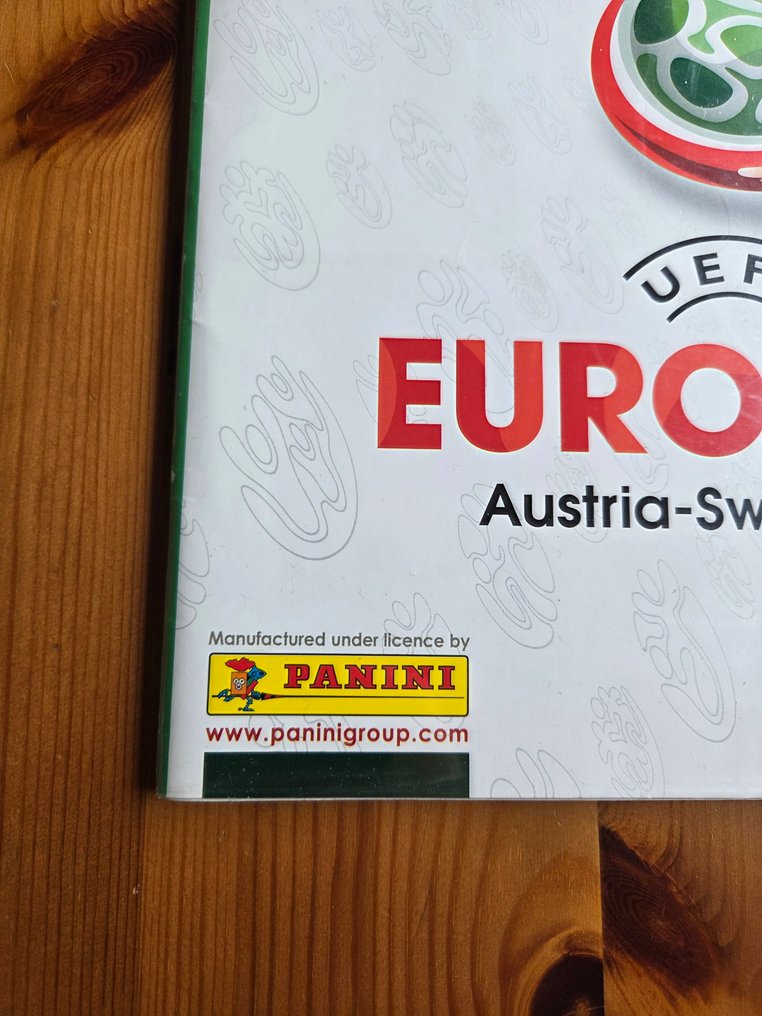 UEF
EURO
Austria-Sw
Manufactured under licence by
PANINI
www.paninigroup.com